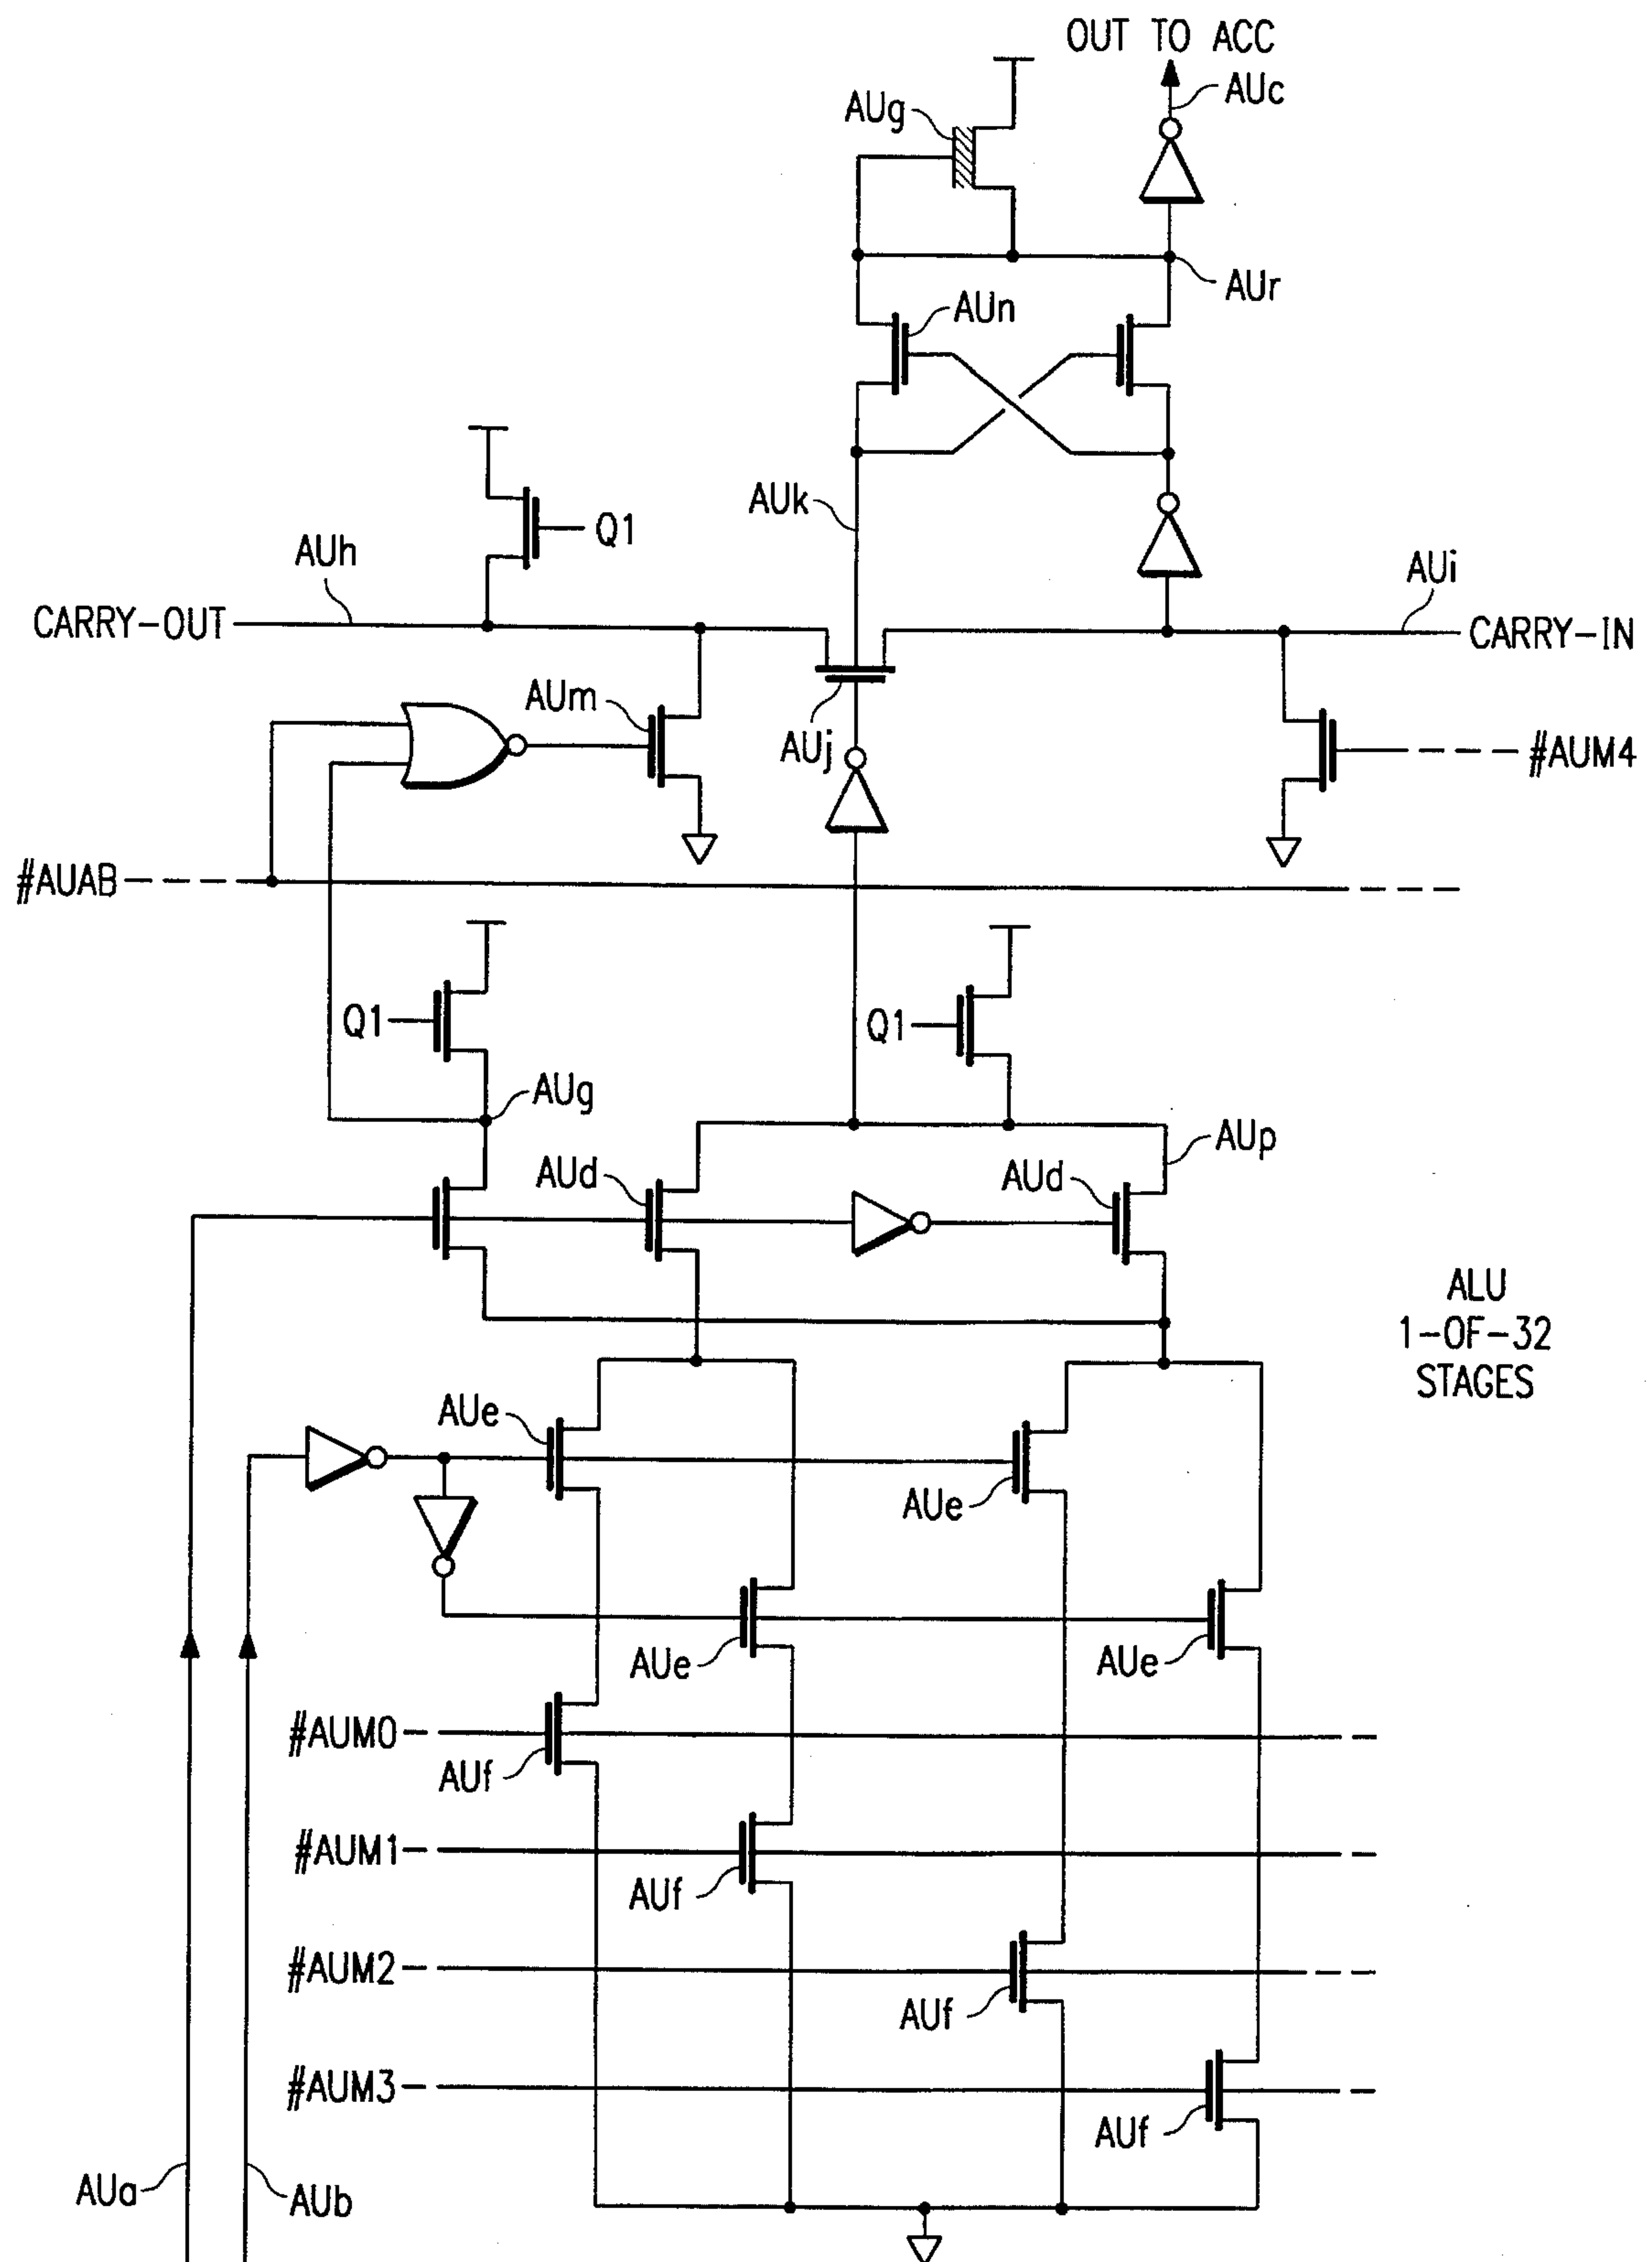 OUT TO ACC
AUc
AUg
AUr
AUn
AUk
Q1
AUh
AUi
CARRY-OUT
CARRY-IN
AUm
AUj
#AUM4
#AUAB
Q1
Q1
AUg
AUp
AUd
AUd
ALU
1-OF-32
STAGES
AUe
AUe
AUe
AUe
#AUM0
AUf
#AUM1
AUf
#AUM2
AUf
#AUM3
AUf
AUa
AUb